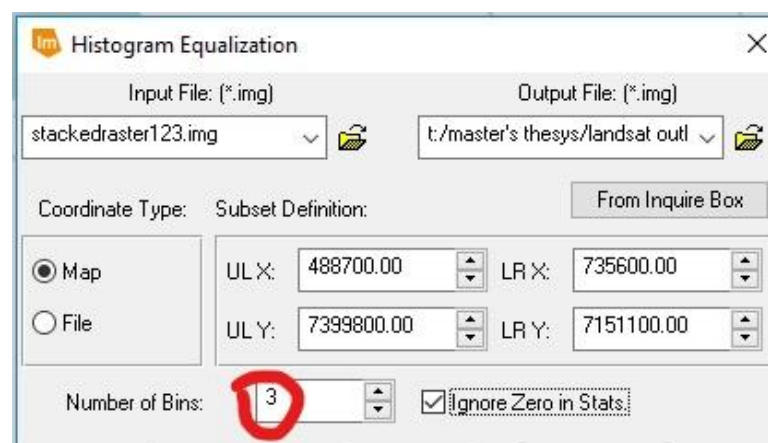 Im Histogram Equalization
Input File: (*.img) Output File: (*.img)
stackedraster123.img t:/master's thesys/landsat outl
Coordinate Type: Subset Definition: From Inquire Box
Map UL X: 488700.00 LR X: 735600.00
File UL Y: 7399800.00 LR Y: 7151100.00
Number of Bins: 3 Ignore Zero in Stats.